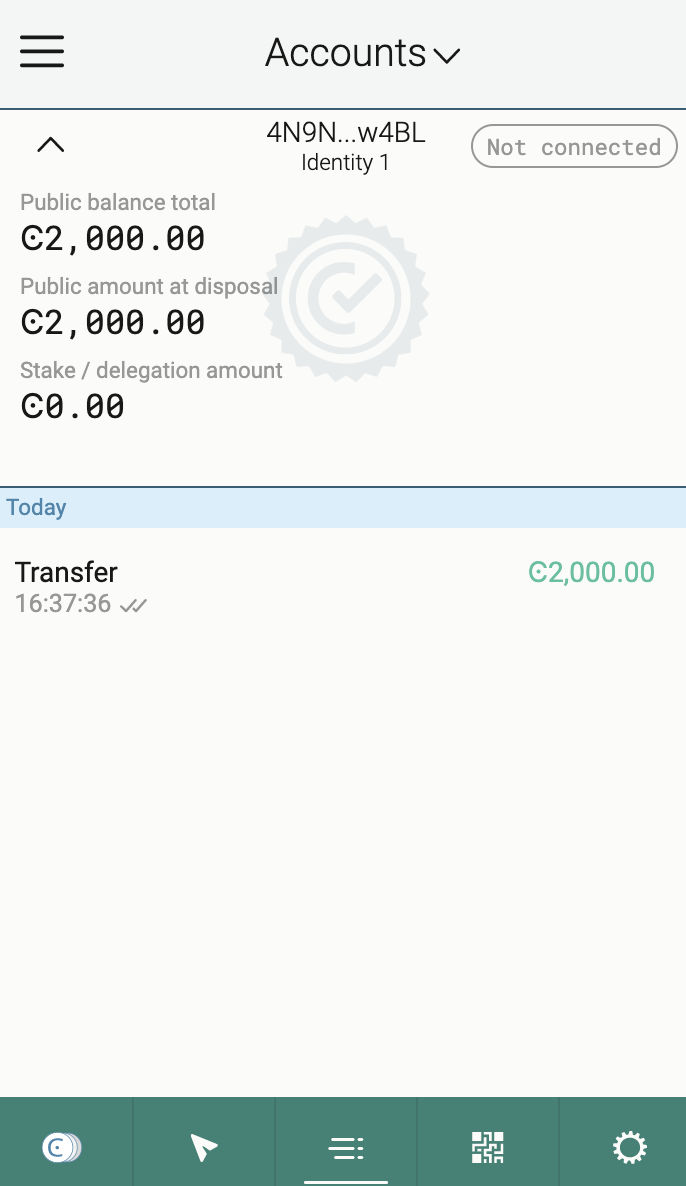 Accounts
4N9N...w4BL
Identity 1
Not connected
Public balance total
Ͼ2,000.00
Public amount at disposal
Ͼ2,000.00
Stake / delegation amount
Ͼ0.00
Today
Transfer
Ͼ2,000.00
16:37:36